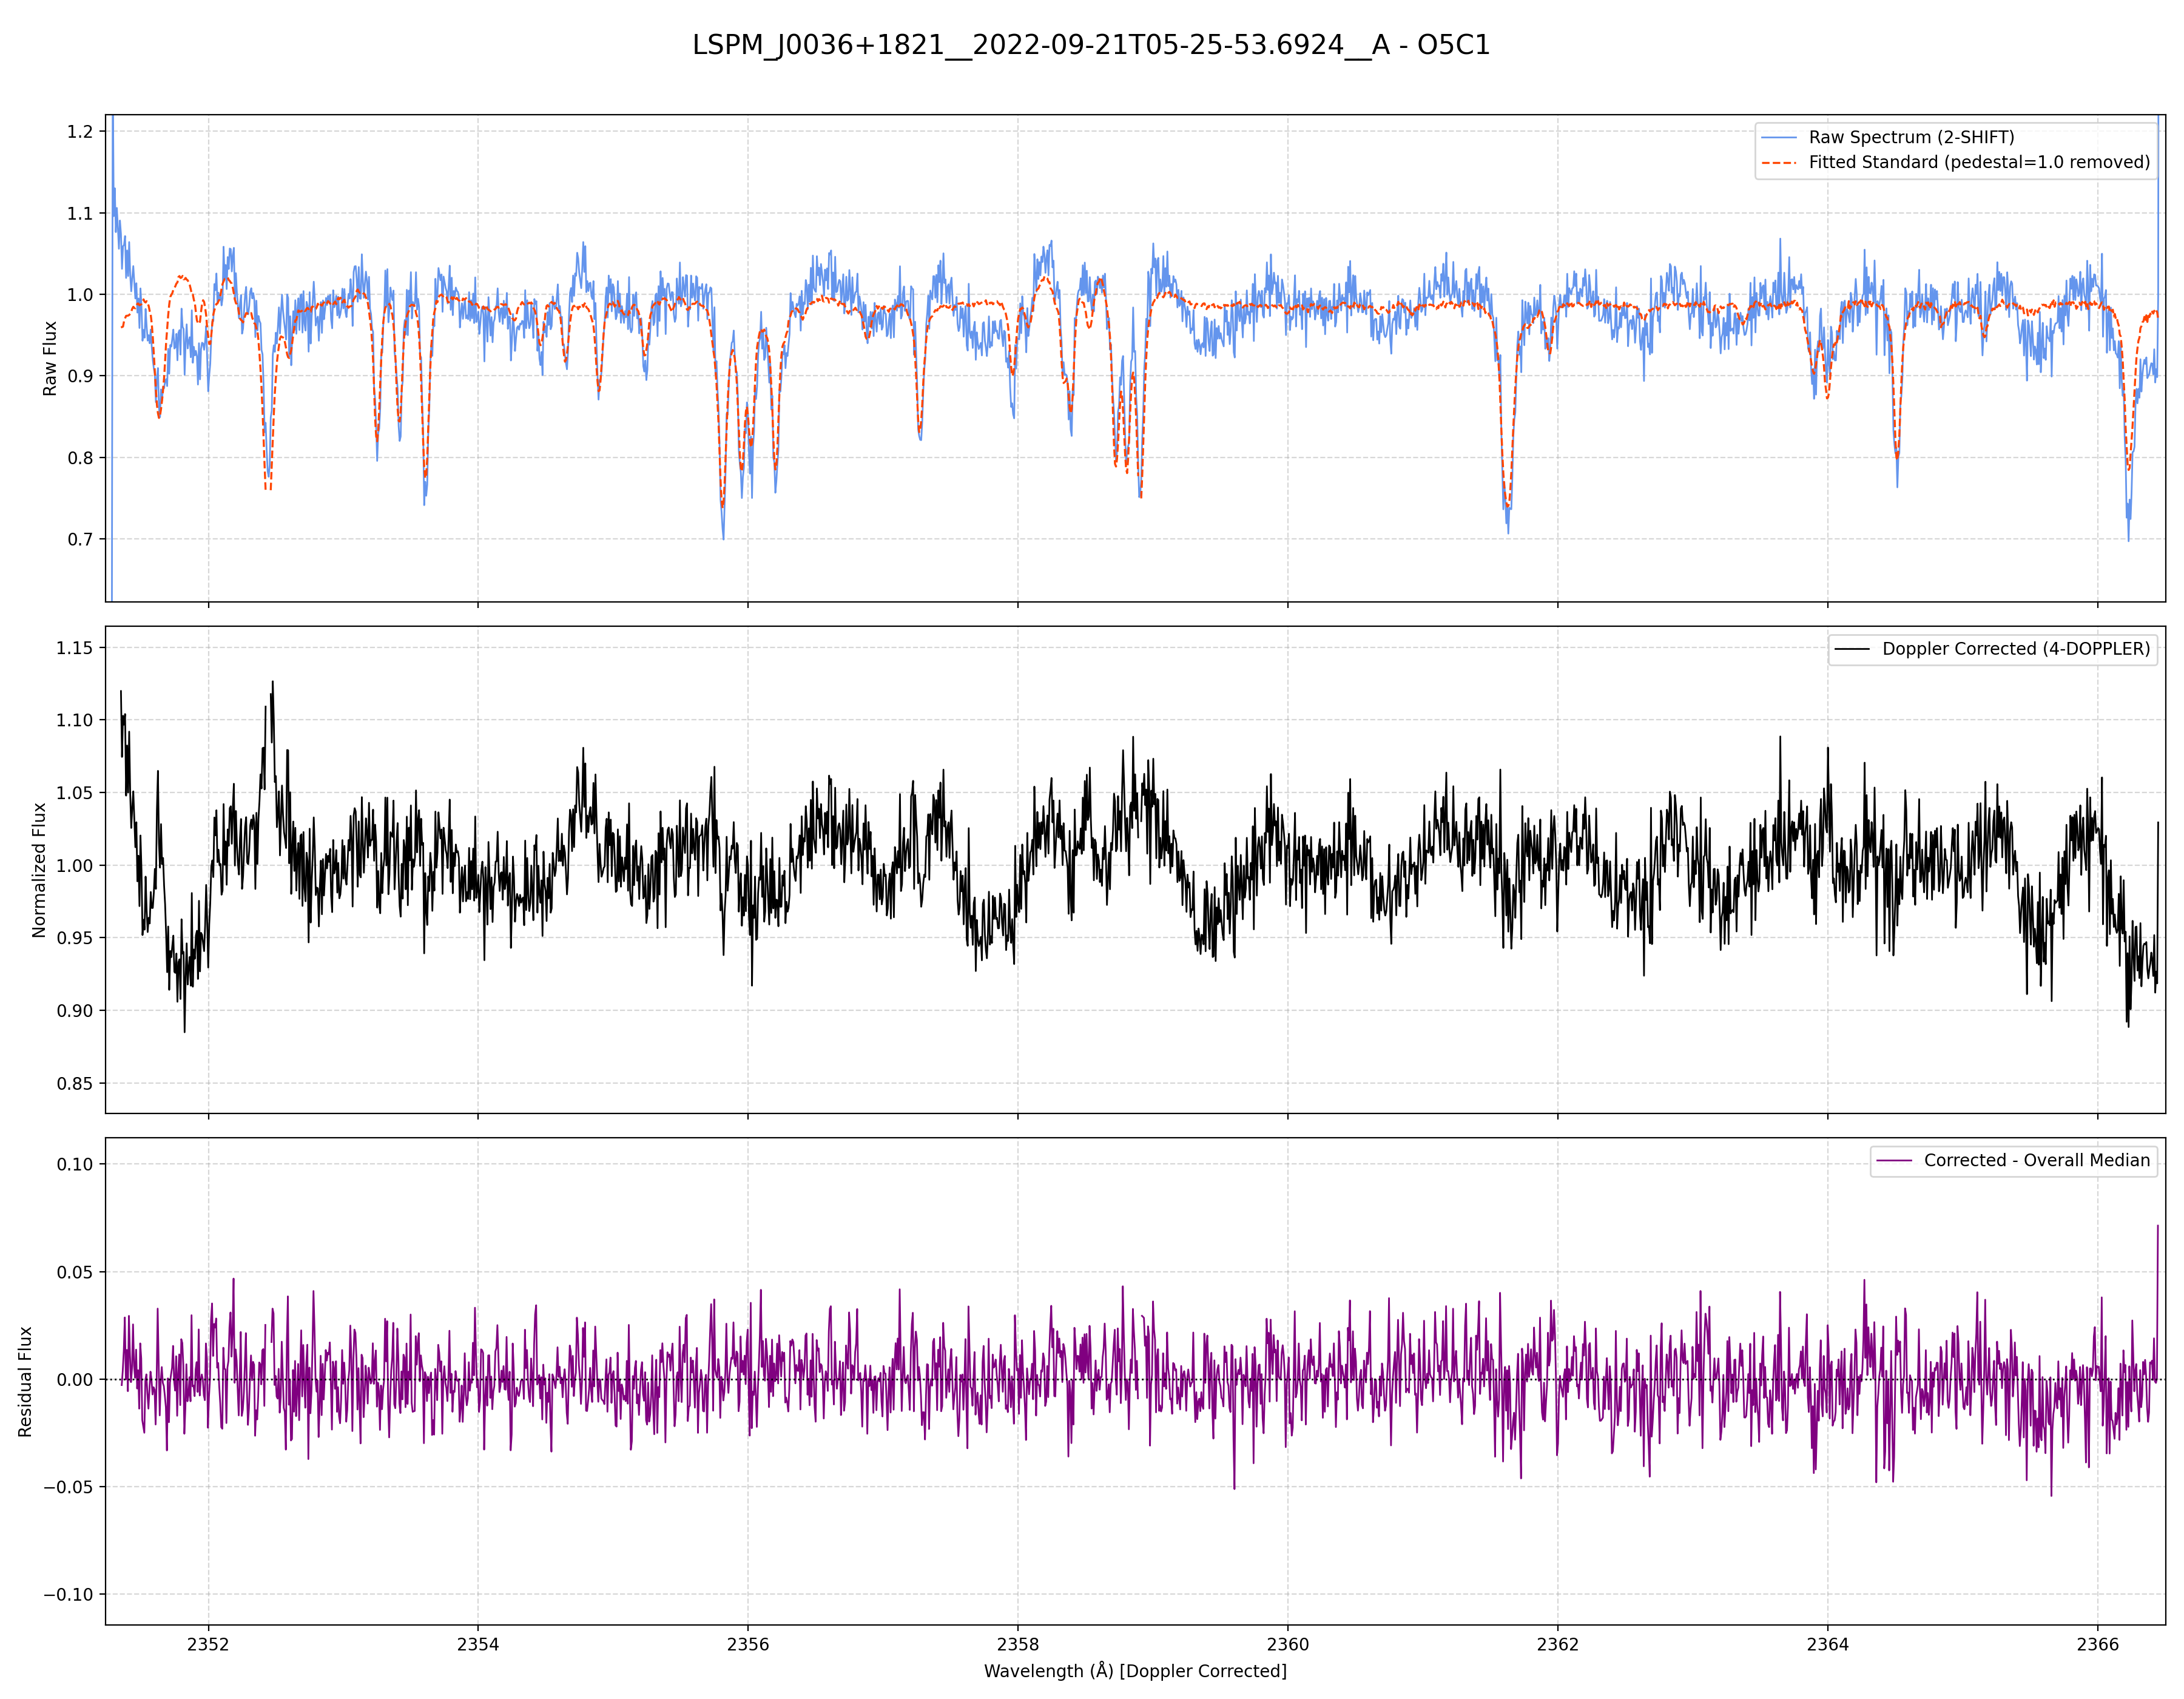 LSPM_J0036+1821__2022-09-21T05-25-53.6924__A - O5C1
Raw Flux
1.2
1.1
1.0
0.9
0.8
0.7
Raw Spectrum (2-SHIFT)
Fitted Standard (pedestal=1.0 removed)
Normalized Flux
1.15
1.10
1.05
1.00
0.95
0.90
0.85
Doppler Corrected (4-DOPPLER)
Residual Flux
0.10
0.05
0.00
−0.05
−0.10
Corrected - Overall Median
2352 2354 2356 2358 2360 2362 2364 2366
Wavelength (Å) [Doppler Corrected]